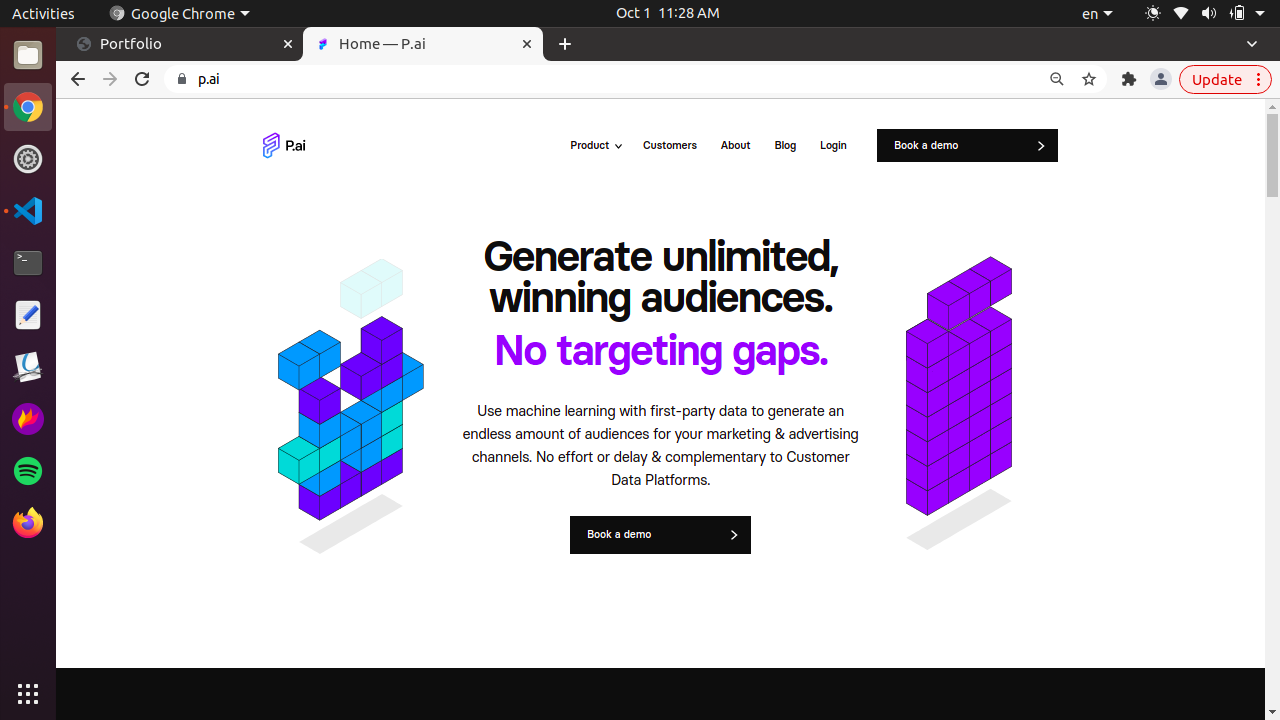 Activities
Google Chrome
Oct 1 11:28 AM
en
Portfolio
Home — P.ai
p.ai
Update
P.ai
Product
Customers
About
Blog
Login
Book a demo
Generate unlimited,
winning audiences.
No targeting gaps.
Use machine learning with first-party data to generate an
endless amount of audiences for your marketing & advertising
channels. No effort or delay & complementary to Customer
Data Platforms.
Book a demo